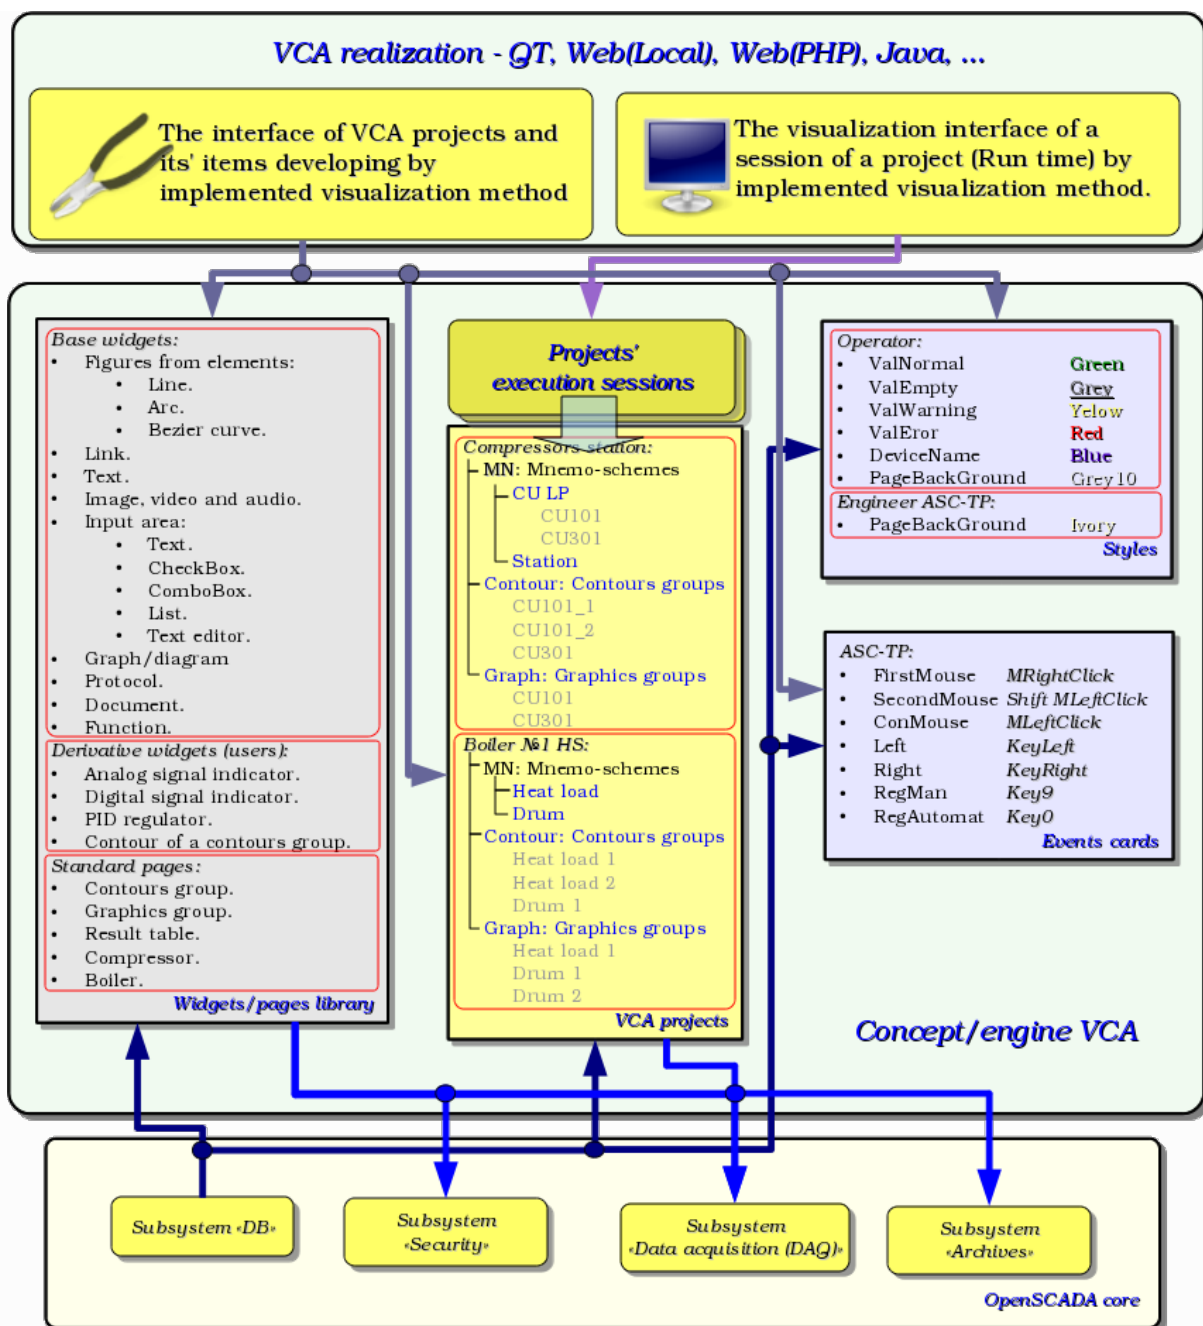 VCA realization - QT, Web(Local), Web(PHP), Java, ...
The interface of VCA projects and
its' items developing by
implemented visualization method
The visualization interface of a
session of a project (Run time) by
implemented visualization method.
Base widgets:
• Figures from elements:
• Line.
• Arc.
• Bezier curve.
• Link.
• Text.
• Image, video and audio.
• Input area:
• Text.
• CheckBox.
• ComboBox.
• List.
• Text editor.
• Graph/diagram
• Protocol.
• Document.
• Function.
Derivative widgets (users):
• Analog signal indicator.
• Digital signal indicator.
• PID regulator.
• Contour of a contours group.
Standard pages:
• Contours group.
• Graphics group.
• Result table.
• Compressor.
• Boiler.
Widgets/pages library
Projects'
execution sessions
Compressors station:
MN: Mnemo-schemes
CU LP
CU101
CU301
Station
Contour: Contours groups
CU101_1
CU101_2
CU301
Graph: Graphics groups
CU101
CU301
Boiler №1 HS:
MN: Mnemo-schemes
Heat load
Drum
Contour: Contours groups
Heat load 1
Heat load 2
Drum 1
Graph: Graphics groups
Heat load 1
Drum 1
Drum 2
VCA projects
Operator:
• ValNormal Green
• ValEmpty Grey
• ValWarning Yelow
• ValEror Red
• DeviceName Blue
• PageBackGround Grey10
Engineer ASC-TP:
• PageBackGround Ivory
Styles
ASC-TP:
• FirstMouse MRightClick
• SecondMouse Shift MLeftClick
• ConMouse MLeftClick
• Left KeyLeft
• Right KeyRight
• RegMan Key9
• RegAutomat Key0
Events cards
Concept/engine VCA
Subsystem «DB»
Subsystem
«Security»
Subsystem
«Data acquisition (DAQ)»
Subsystem
«Archives»
OpenSCADA core